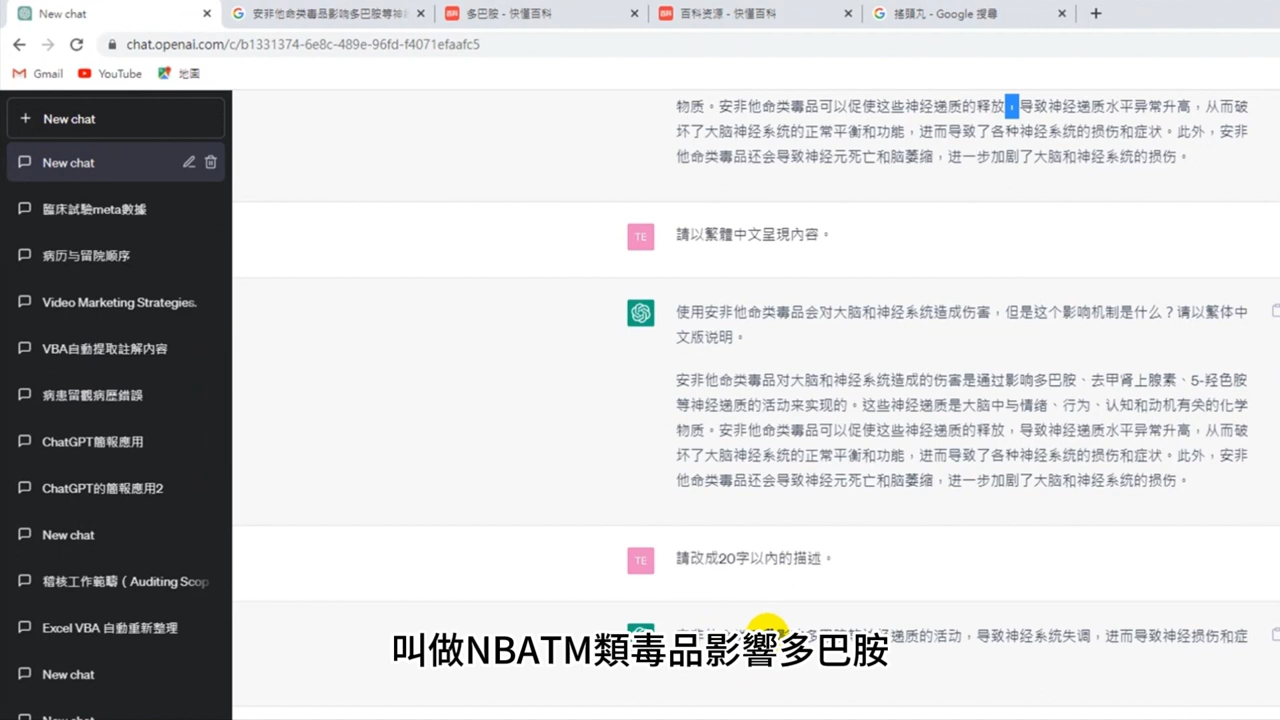 New chat
安非他命类毒品影响多巴胺等神
多巴胺 - 快懂百科
百科资源 - 快懂百科
搖頭丸 - Google 搜尋
chat.openai.com/c/b1331374-6e8c-489e-96fd-f4071efaafc5
Gmail
YouTube
地圖
New chat
New chat
臨床試驗meta數據
病历与留院顺序
Video Marketing Strategies.
VBA自動提取註解內容
病患留觀病歷錯誤
ChatGPT簡報應用
ChatGPT的簡報應用2
New chat
稽核工作範疇 ( Auditing Scop
Excel VBA 自動重新整理
New chat
物质。安非他命类毒品可以促使这些神经递质的释放，导致神经递质水平异常升高，从而破
坏了大脑神经系统的正常平衡和功能，进而导致了各种神经系统的损伤和症状。此外，安非
他命类毒品还会导致神经元死亡和脑萎缩，进一步加剧了大脑和神经系统的损伤。
TE
請以繁體中文呈現內容。
使用安非他命类毒品会对大脑和神经系统造成伤害，但是这个影响机制是什么？请以繁体中
文版说明。
安非他命类毒品对大脑和神经系统造成的伤害是通过影响多巴胺、去甲肾上腺素、5-羟色胺
等神经递质的活动来实现的。这些神经递质是大脑中与情绪、行为、认知和动机有关的化学
物质。安非他命类毒品可以促使这些神经递质的释放，导致神经递质水平异常升高，从而破
坏了大脑神经系统的正常平衡和功能，进而导致了各种神经系统的损伤和症状。此外，安非
他命类毒品还会导致神经元死亡和脑萎缩，进一步加剧了大脑和神经系统的损伤。
TE
請改成20字以內的描述。
递质的活动，导致神经系统失调，进而导致神经损伤和症
叫做NBATM類毒品影響多巴胺